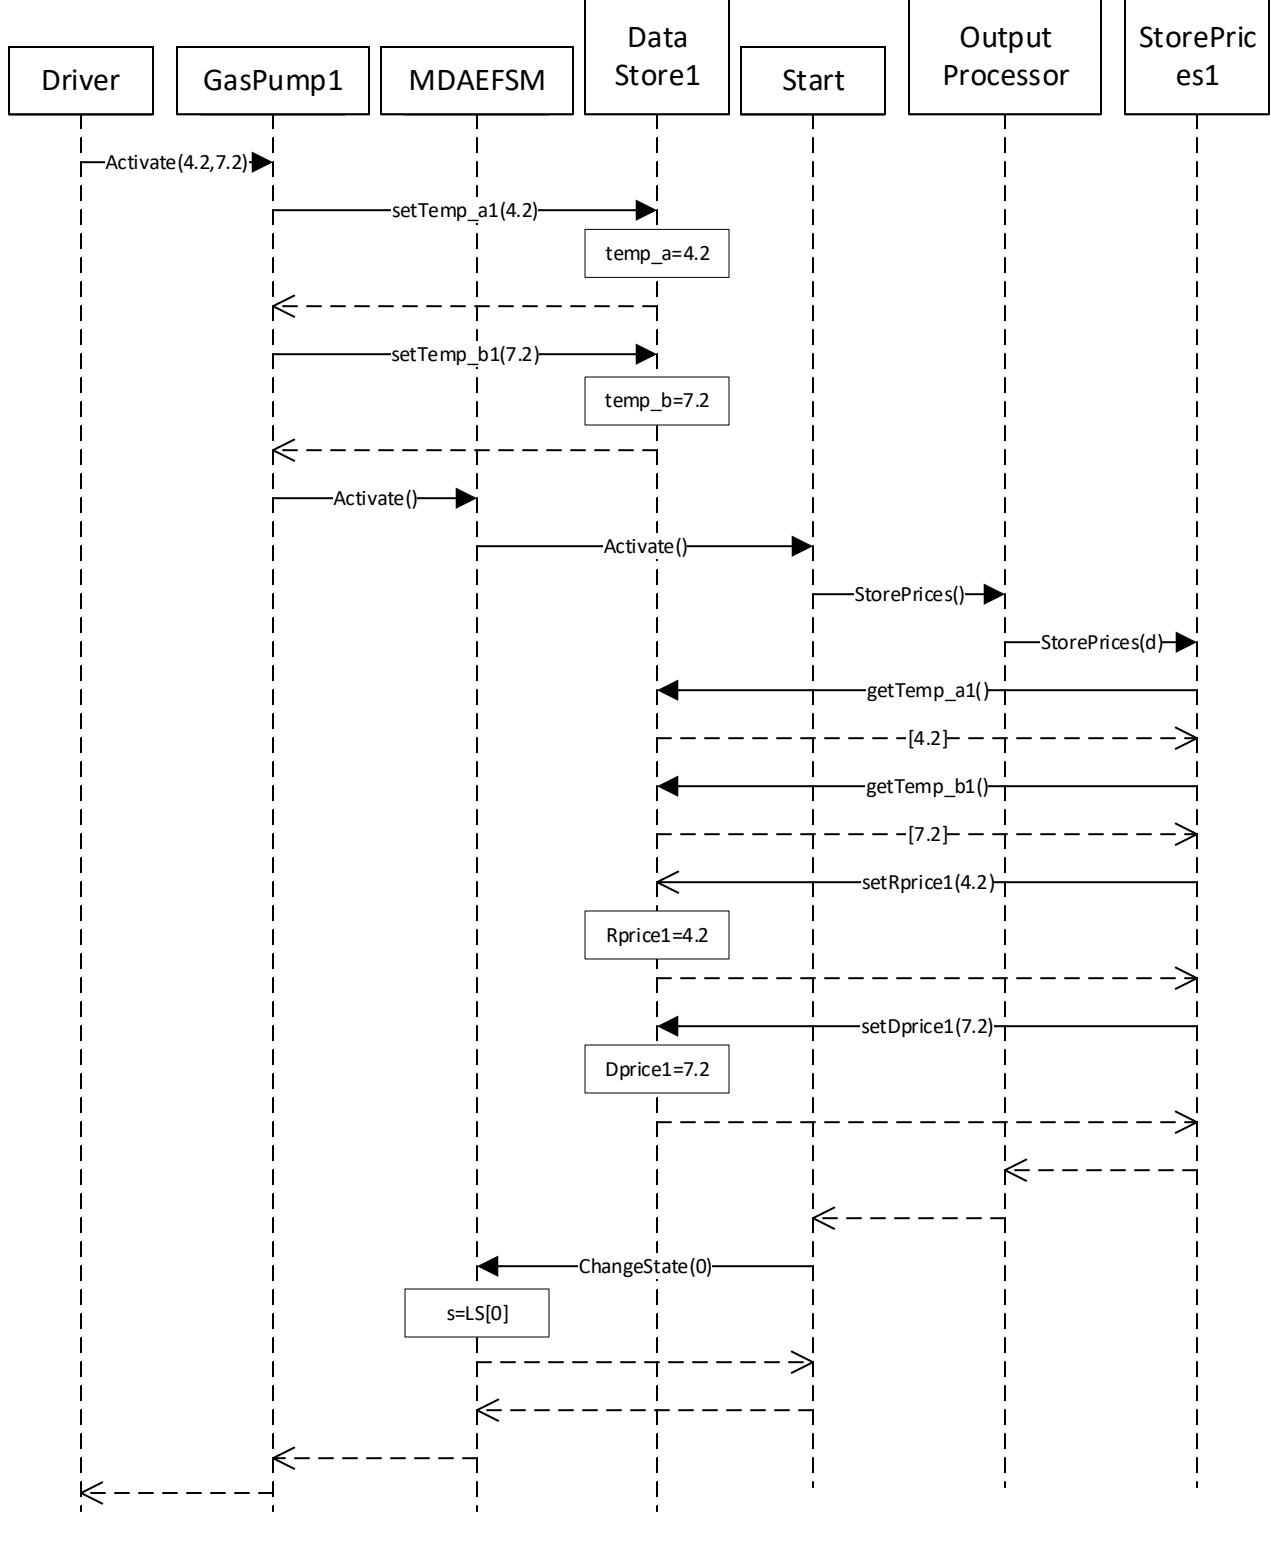 Driver
GasPump1
MDAEFSM
Data
Store1
Start
Output
Processor
StorePric
es1
Activate(4.2,7.2)
setTemp_a1(4.2)
temp_a=4.2
setTemp_b1(7.2)
temp_b=7.2
Activate()
Activate()
StorePrices()
StorePrices(d)
getTemp_a1()
[4.2]
getTemp_b1()
[7.2]
setRprice1(4.2)
Rprice1=4.2
setDprice1(7.2)
Dprice1=7.2
ChangeState(0)
s=LS[0]